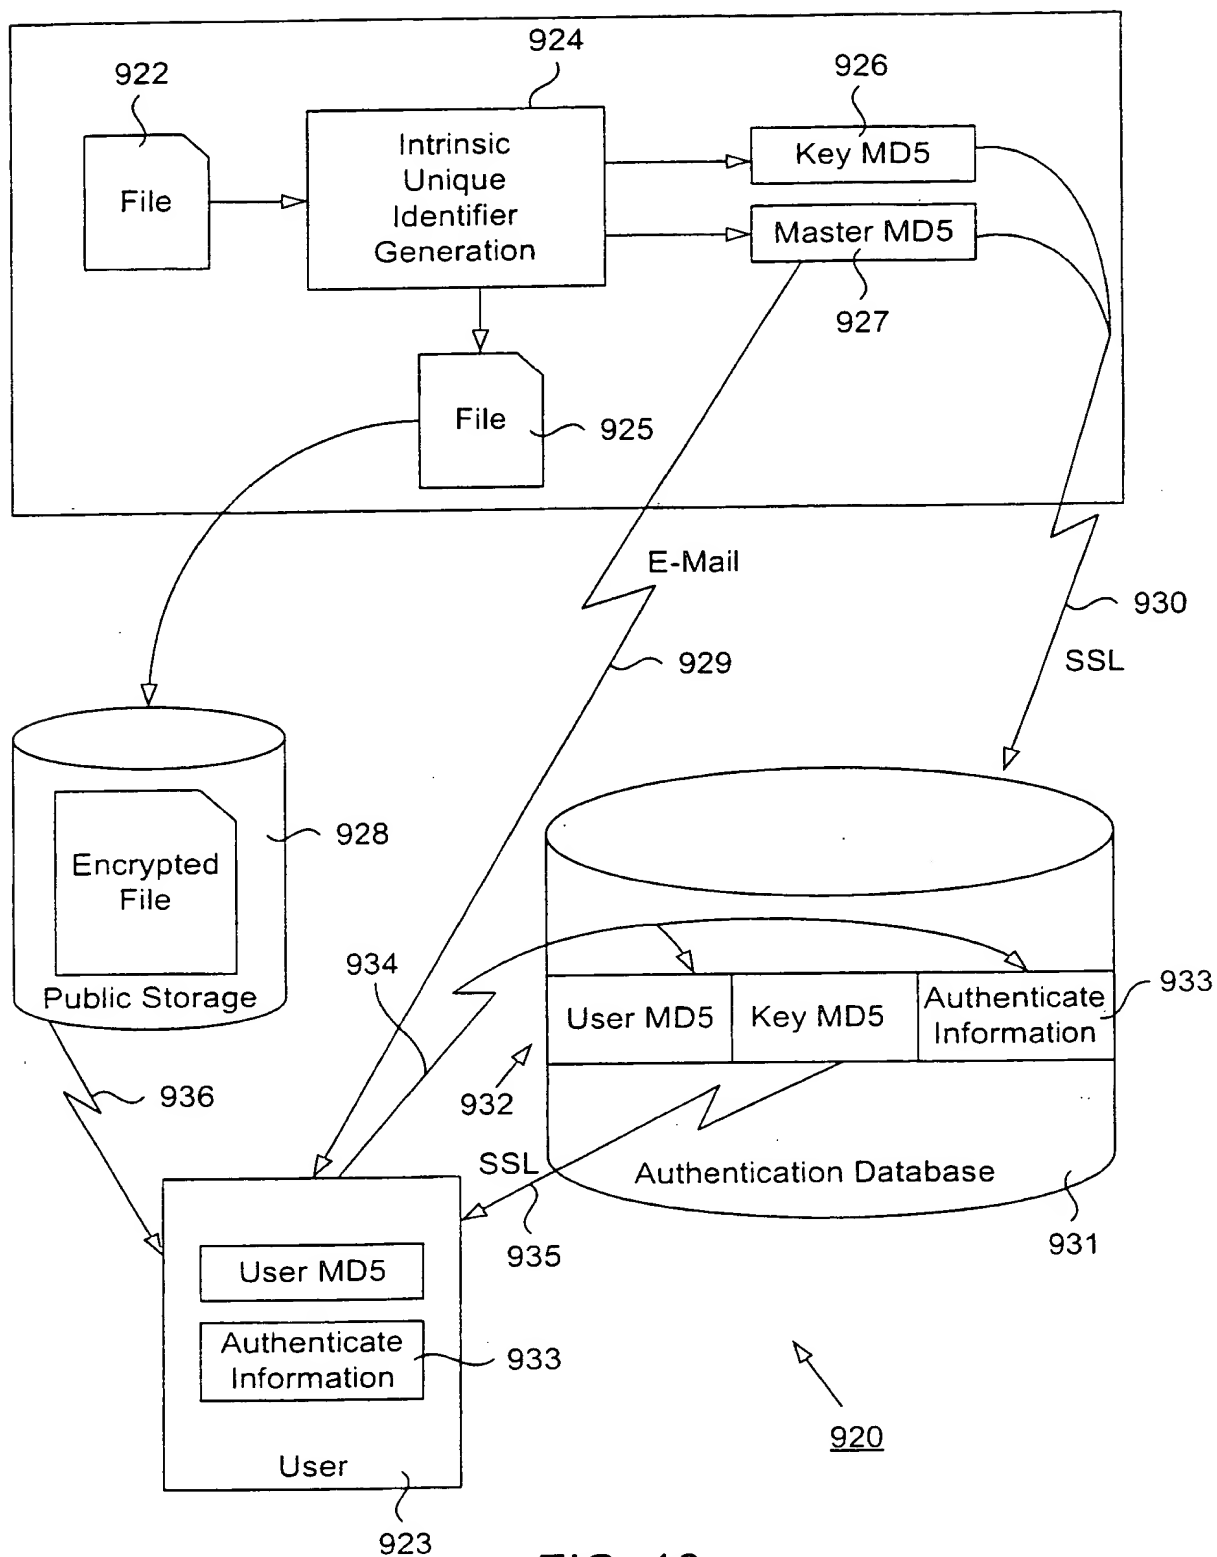 924
922
926
Intrinsic
Unique
Identifier
Generation
Key MD5
File
Master MD5
927
File
925
E-Mail
930
929
SSL
928
Encrypted
File
934
Public Storage
User MD5
Key MD5
Authenticate
Information
933
932
936
SSL
Authentication Database
935
931
User MD5
Authenticate
Information
933
920
User
923